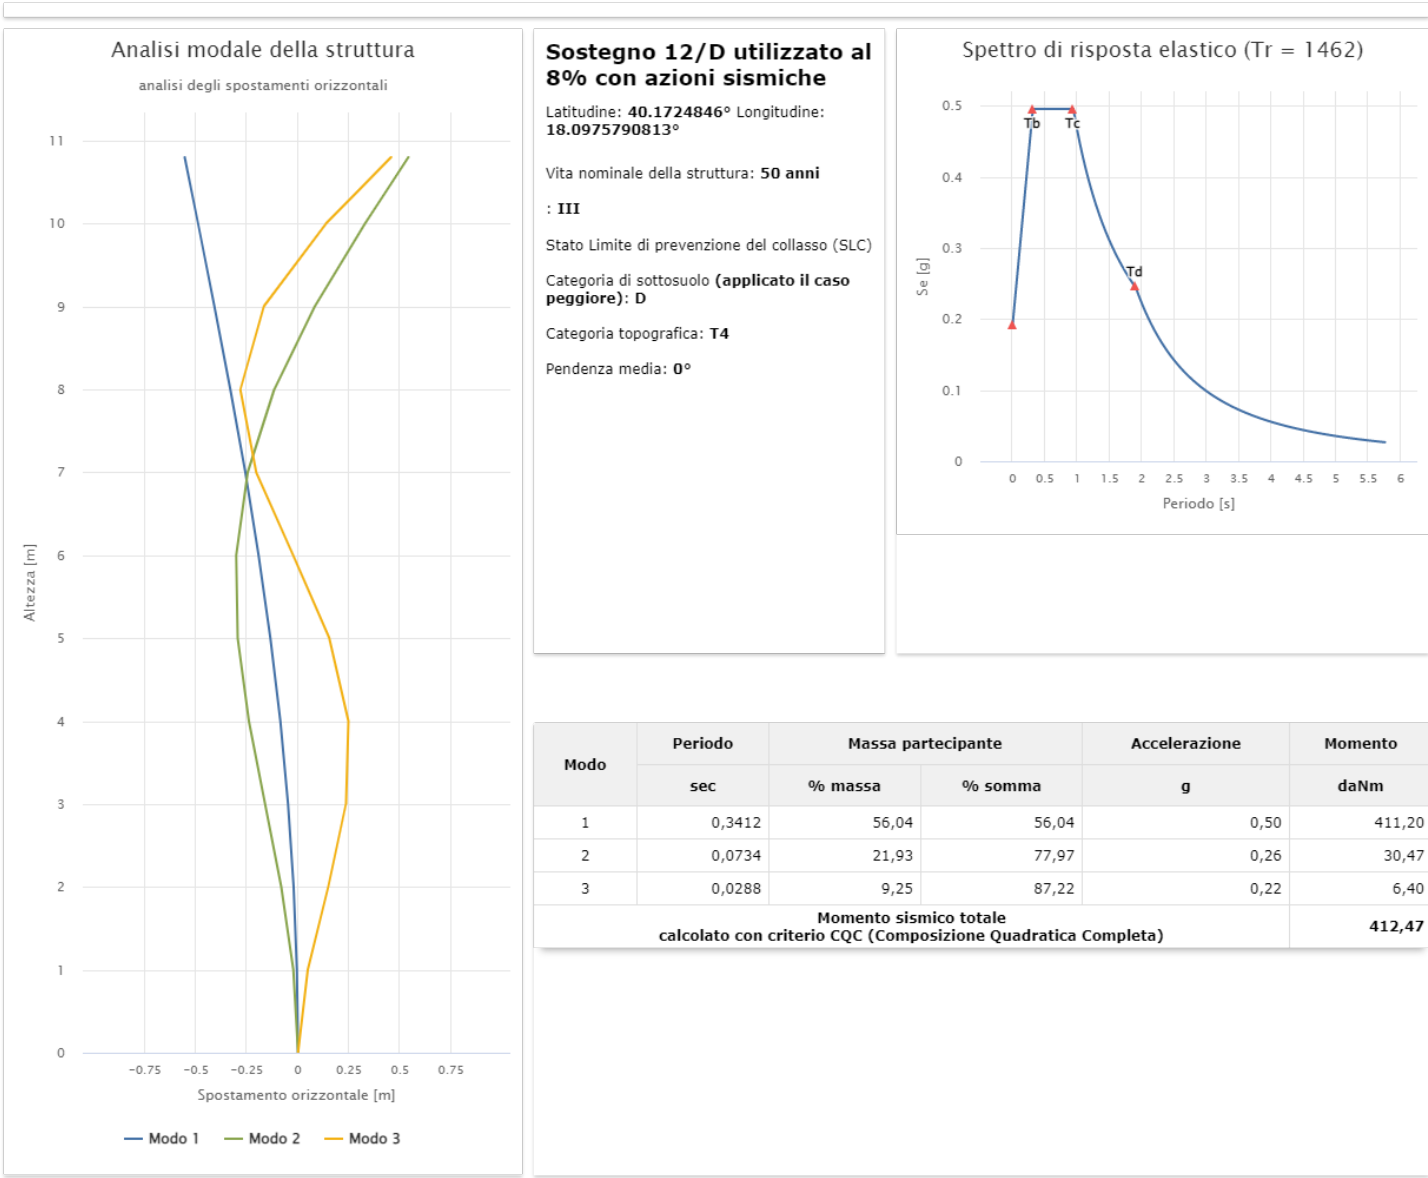 Analisi modale della struttura
analisi degli spostamenti orizzontali
11
10
9
8
7
6
5
4
3
2
1
0
Altezza [m]
−0.75 −0.5 −0.25 0 0.25 0.5 0.75
Spostamento orizzontale [m]
Modo 1 Modo 2 Modo 3
Sostegno 12/D utilizzato al
8% con azioni sismiche
Latitudine: 40.1724846° Longitudine:
18.0975790813°
Vita nominale della struttura: 50 anni
: III
Stato Limite di prevenzione del collasso (SLC)
Categoria di sottosuolo (applicato il caso
peggiore): D
Categoria topografica: T4
Pendenza media: 0°
Spettro di risposta elastico (Tr = 1462)
0.5
0.4
0.3
0.2
0.1
0
Se [g]
Tb Tc
Td
0 0.5 1 1.5 2 2.5 3 3.5 4 4.5 5 5.5 6
Periodo [s]
Modo Periodo Massa partecipante Accelerazione Momento
sec % massa % somma g daNm
1 0,3412 56,04 56,04 0,50 411,20
2 0,0734 21,93 77,97 0,26 30,47
3 0,0288 9,25 87,22 0,22 6,40
Momento sismico totale
calcolato con criterio CQC (Composizione Quadratica Completa) 412,47